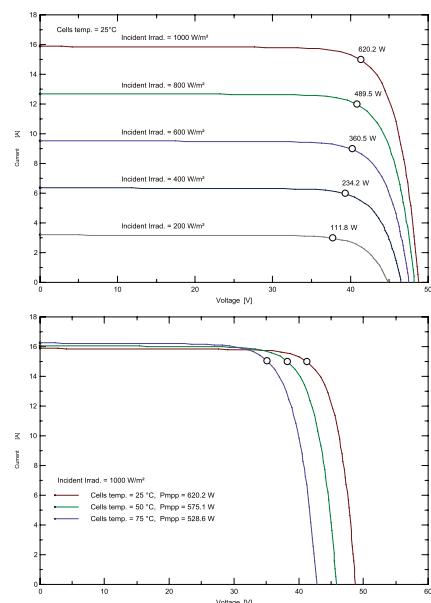 18
Cells temp. = 25°C
Incident Irrad. = 1000 W/m²
16
620.2 W
14
Incident Irrad. = 800 W/m²
489.5 W
12
Incident Irrad. = 600 W/m²
360.5 W
10
Current [A]
8
Incident Irrad. = 400 W/m²
234.2 W
6
4
Incident Irrad. = 200 W/m²
111.8 W
2
0
0 10 20 30 40 50
Voltage [V]
18
16
14
12
10
Current [A]
8
Incident Irrad. = 1000 W/m²
6
Cells temp. = 25 °C, Pmpp = 620.2 W
4
Cells temp. = 50 °C, Pmpp = 575.1 W
Cells temp. = 75 °C, Pmpp = 528.6 W
2
0
0 10 20 30 40 50 60
Voltage [V]